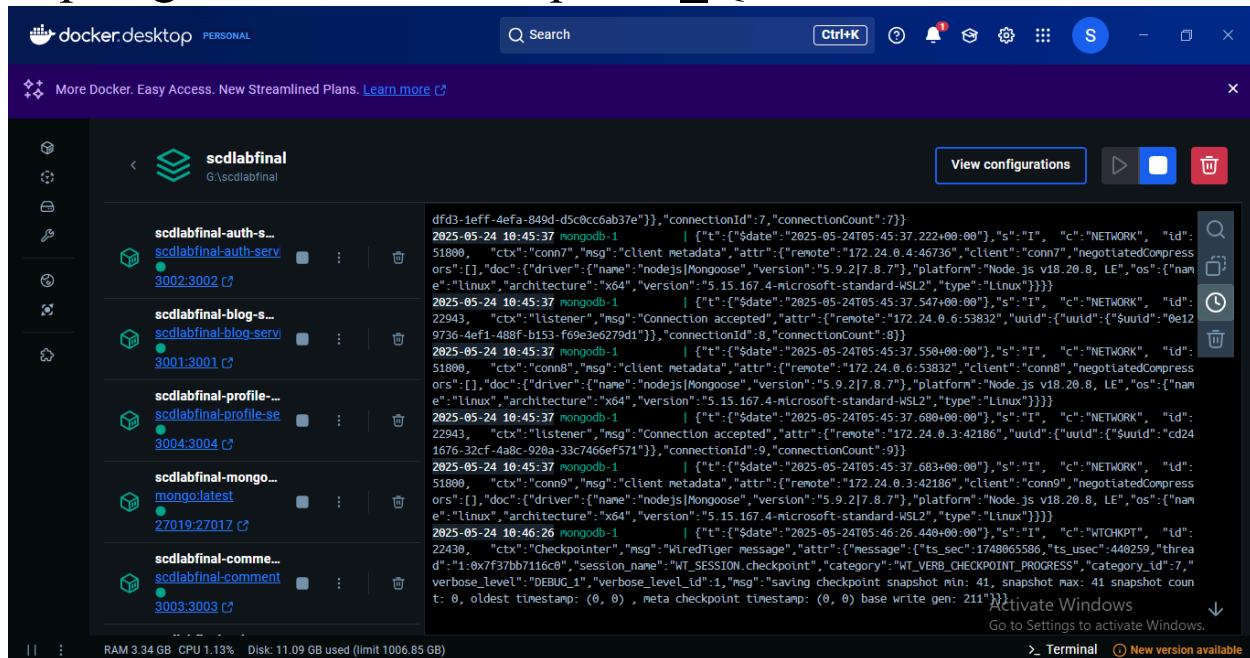 docker.desktop PERSONAL
Search
Ctrl+K
1
S
More Docker. Easy Access. New Streamlined Plans. Learn more
scdlabfinal
G:\scdlabfinal
View configurations
scdlabfinal-auth-s...
scdlabfinal-auth-servi
3002:3002
scdlabfinal-blog-s...
scdlabfinal-blog-servi
3001:3001
scdlabfinal-profile-...
scdlabfinal-profile-se
3004:3004
scdlabfinal-mongo...
mongo:latest
27019:27017
scdlabfinal-comme...
scdlabfinal-comment
3003:3003
dfd3-1eff-4efa-849d-d5c0cc6ab37e"}},"connectionId":7,"connectionCount":7}}
2025-05-24 10:45:37 mongodb-1 | {"t":{"$date":"2025-05-24T05:45:37.222+00:00"},"s":"I", "c":"NETWORK", "id":
51800, "ctx":"conn7","msg":"client metadata","attr":{"remote":"172.24.0.4:46736","client":"conn7","negotiatedCompress
ors":[],"doc":{"driver":{"name":"nodejs|Mongoose","version":"5.9.2|7.8.7"},"platform":"Node.js v18.20.8, LE","os":{"nam
e":"linux","architecture":"x64","version":"5.15.167.4-microsoft-standard-WSL2","type":"Linux"}}}}
2025-05-24 10:45:37 mongodb-1 | {"t":{"$date":"2025-05-24T05:45:37.547+00:00"},"s":"I", "c":"NETWORK", "id":
22943, "ctx":"listener","msg":"Connection accepted","attr":{"remote":"172.24.0.6:53832","uuid":{"uuid":{"$uuid":"0e12
9736-4ef1-488f-b153-f69e3e6279d1"}},"connectionId":8,"connectionCount":8}}
2025-05-24 10:45:37 mongodb-1 | {"t":{"$date":"2025-05-24T05:45:37.550+00:00"},"s":"I", "c":"NETWORK", "id":
51800, "ctx":"conn8","msg":"client metadata","attr":{"remote":"172.24.0.6:53832","client":"conn8","negotiatedCompress
ors":[],"doc":{"driver":{"name":"nodejs|Mongoose","version":"5.9.2|7.8.7"},"platform":"Node.js v18.20.8, LE","os":{"nam
e":"linux","architecture":"x64","version":"5.15.167.4-microsoft-standard-WSL2","type":"Linux"}}}}
2025-05-24 10:45:37 mongodb-1 | {"t":{"$date":"2025-05-24T05:45:37.680+00:00"},"s":"I", "c":"NETWORK", "id":
22943, "ctx":"listener","msg":"Connection accepted","attr":{"remote":"172.24.0.3:42186","uuid":{"uuid":{"$uuid":"cd24
1676-32cf-4a8c-920a-33c7466ef571"}},"connectionId":9,"connectionCount":9}}
2025-05-24 10:45:37 mongodb-1 | {"t":{"$date":"2025-05-24T05:45:37.683+00:00"},"s":"I", "c":"NETWORK", "id":
51800, "ctx":"conn9","msg":"client metadata","attr":{"remote":"172.24.0.3:42186","client":"conn9","negotiatedCompress
ors":[],"doc":{"driver":{"name":"nodejs|Mongoose","version":"5.9.2|7.8.7"},"platform":"Node.js v18.20.8, LE","os":{"nam
e":"linux","architecture":"x64","version":"5.15.167.4-microsoft-standard-WSL2","type":"Linux"}}}}
2025-05-24 10:46:26 mongodb-1 | {"t":{"$date":"2025-05-24T05:46:26.440+00:00"},"s":"I", "c":"WTCHKPT", "id":
22430, "ctx":"Checkpointer","msg":"WiredTiger message","attr":{"message":{"ts_sec":1748065586,"ts_usec":440259,"threa
d":"1:0x7f37bb7116c0","session_name":"WT_SESSION.checkpoint","category":"WT_VERB_CHECKPOINT_PROGRESS","category_id":7,"
verbose_level":"DEBUG_1","verbose_level_id":1,"msg":"saving checkpoint snapshot min: 41, snapshot max: 41 snapshot coun
t: 0, oldest timestamp: (0, 0) , meta checkpoint timestamp: (0, 0) base write gen: 211"}}}
Activate Windows
Go to Settings to activate Windows.
RAM 3.34 GB CPU 1.13% Disk: 11.09 GB used (limit 1006.85 GB)
>_ Terminal
New version available